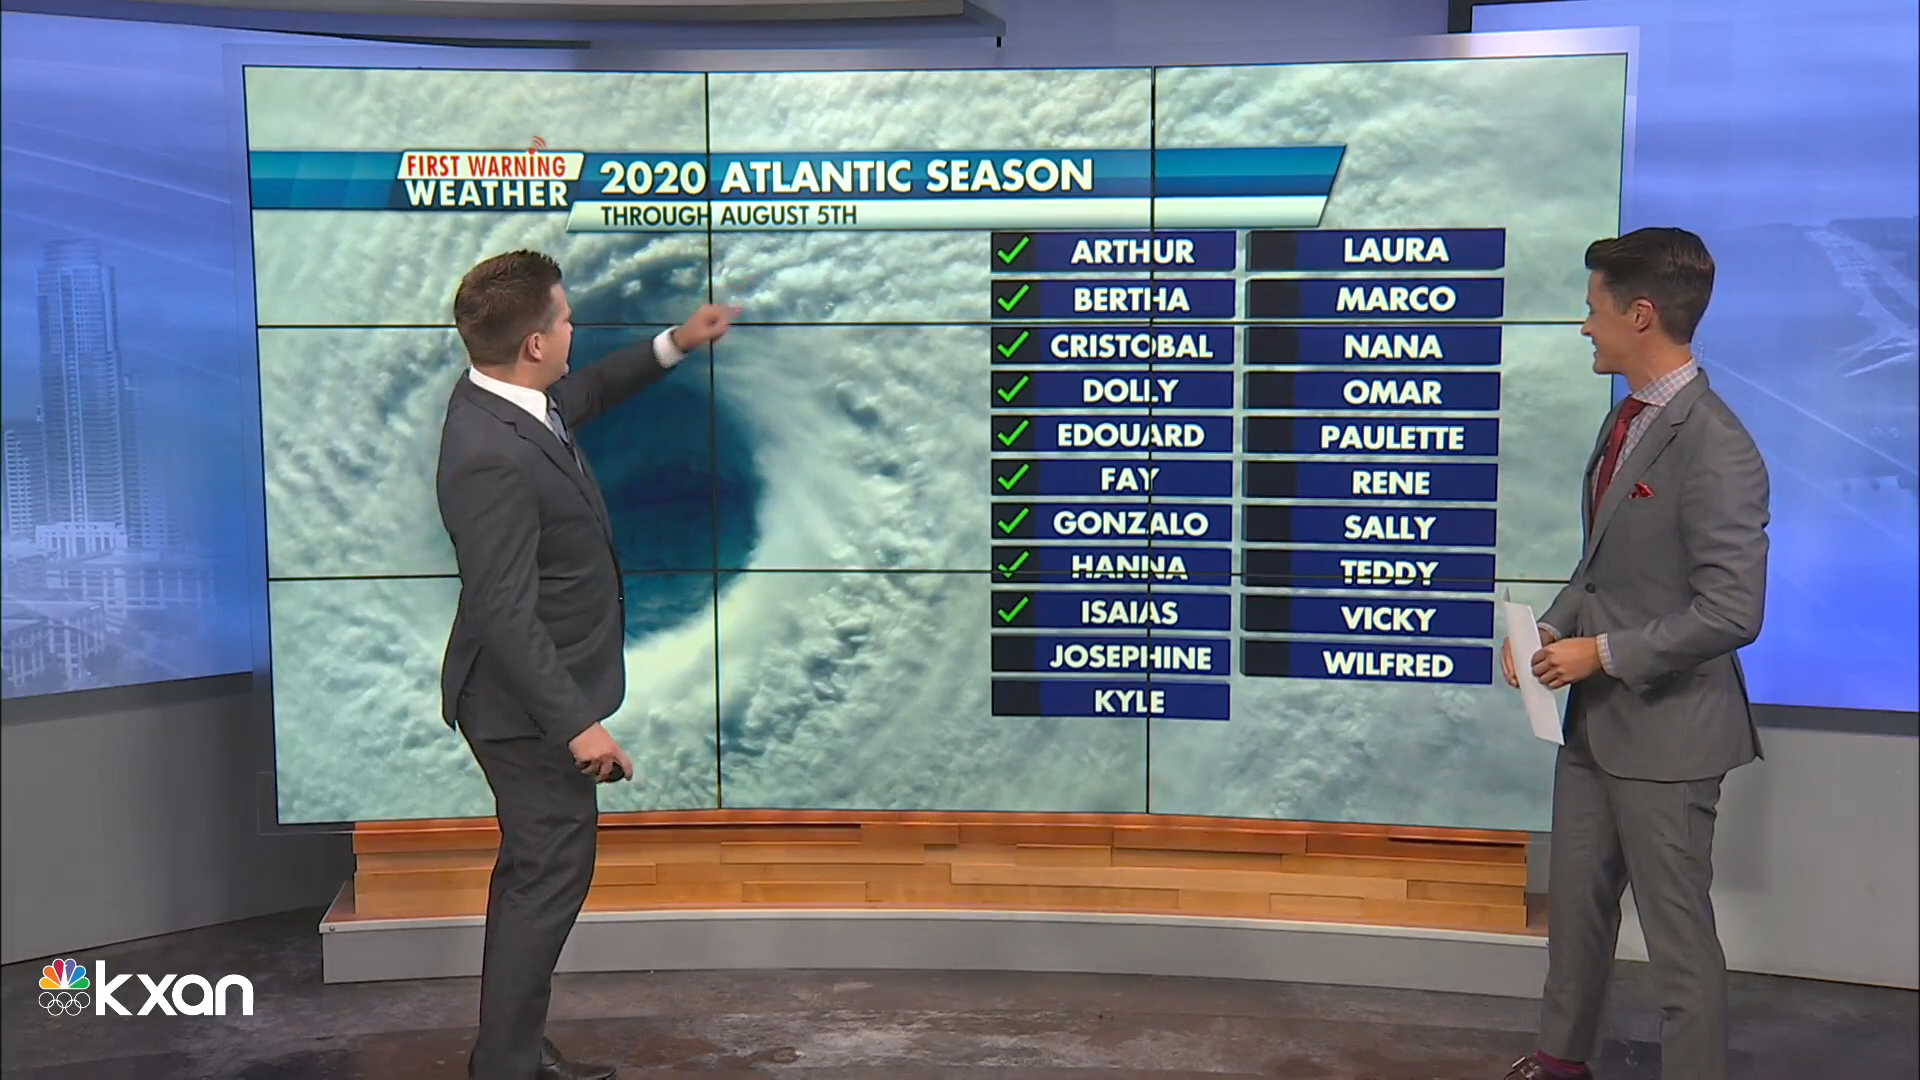 FIRST WARNING
WEATHER
2020 ATLANTIC SEASON
THROUGH AUGUST 5TH
ARTHUR
BERTHA
CRISTOBAL
DOLLY
EDOUARD
FAY
GONZALO
HANNA
ISAIAS
JOSEPHINE
KYLE
LAURA
MARCO
NANA
OMAR
PAULETTE
RENE
SALLY
TEDDY
VICKY
WILFRED
kxan